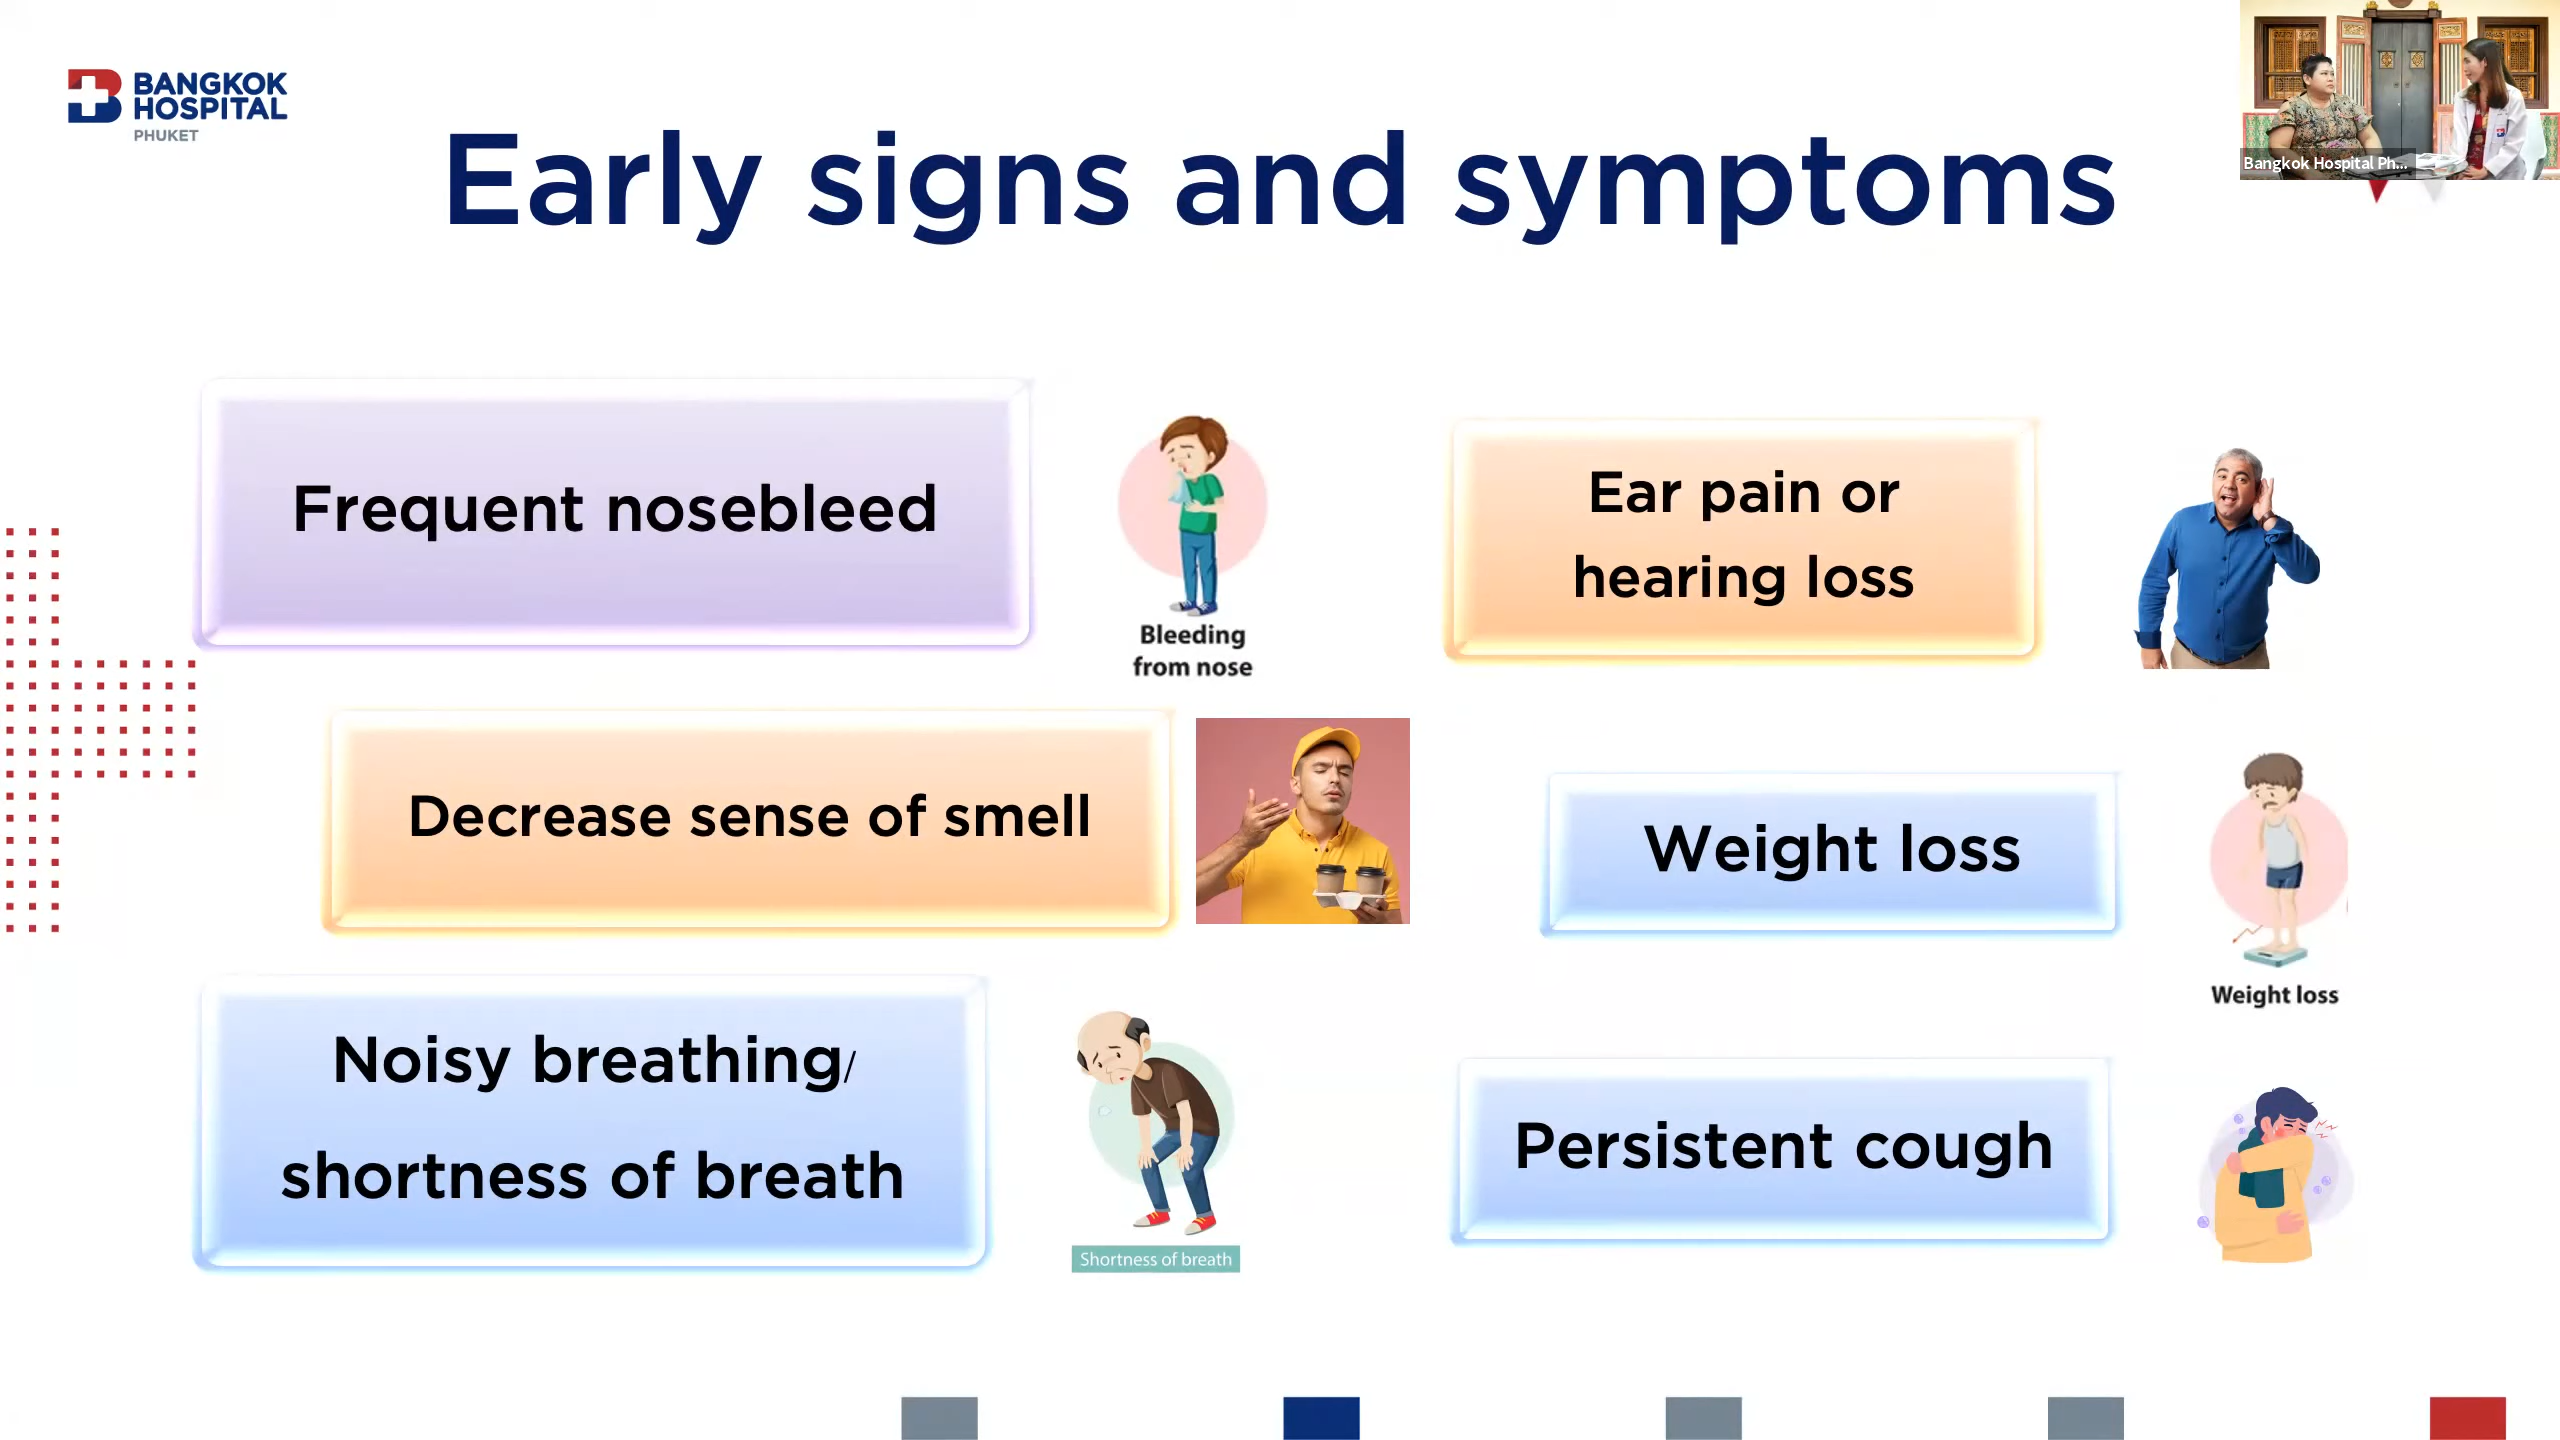 BANGKOK
HOSPITAL
PHUKET
Bangkok Hospital Ph...
Early signs and symptoms
Frequent nosebleed
Bleeding
from nose
Ear pain or
hearing loss
Decrease sense of smell
Weight loss
Weight loss
Noisy breathing/
shortness of breath
Shortness of breath
Persistent cough